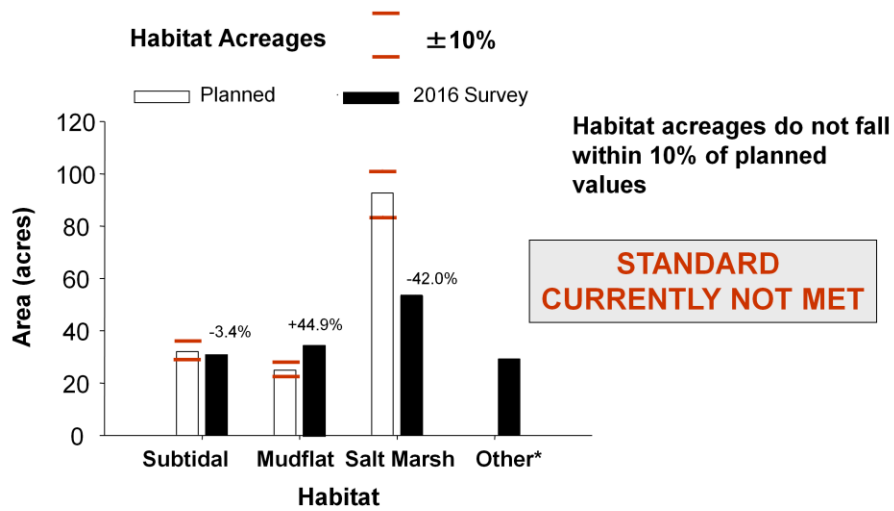 Habitat Acreages
±10%
Planned
2016 Survey
Habitat acreages do not fall
within 10% of planned
values
STANDARD
CURRENTLY NOT MET
Area (acres)
120
100
80
60
40
20
0
-3.4%
+44.9%
-42.0%
Subtidal Mudflat Salt Marsh Other*
Habitat